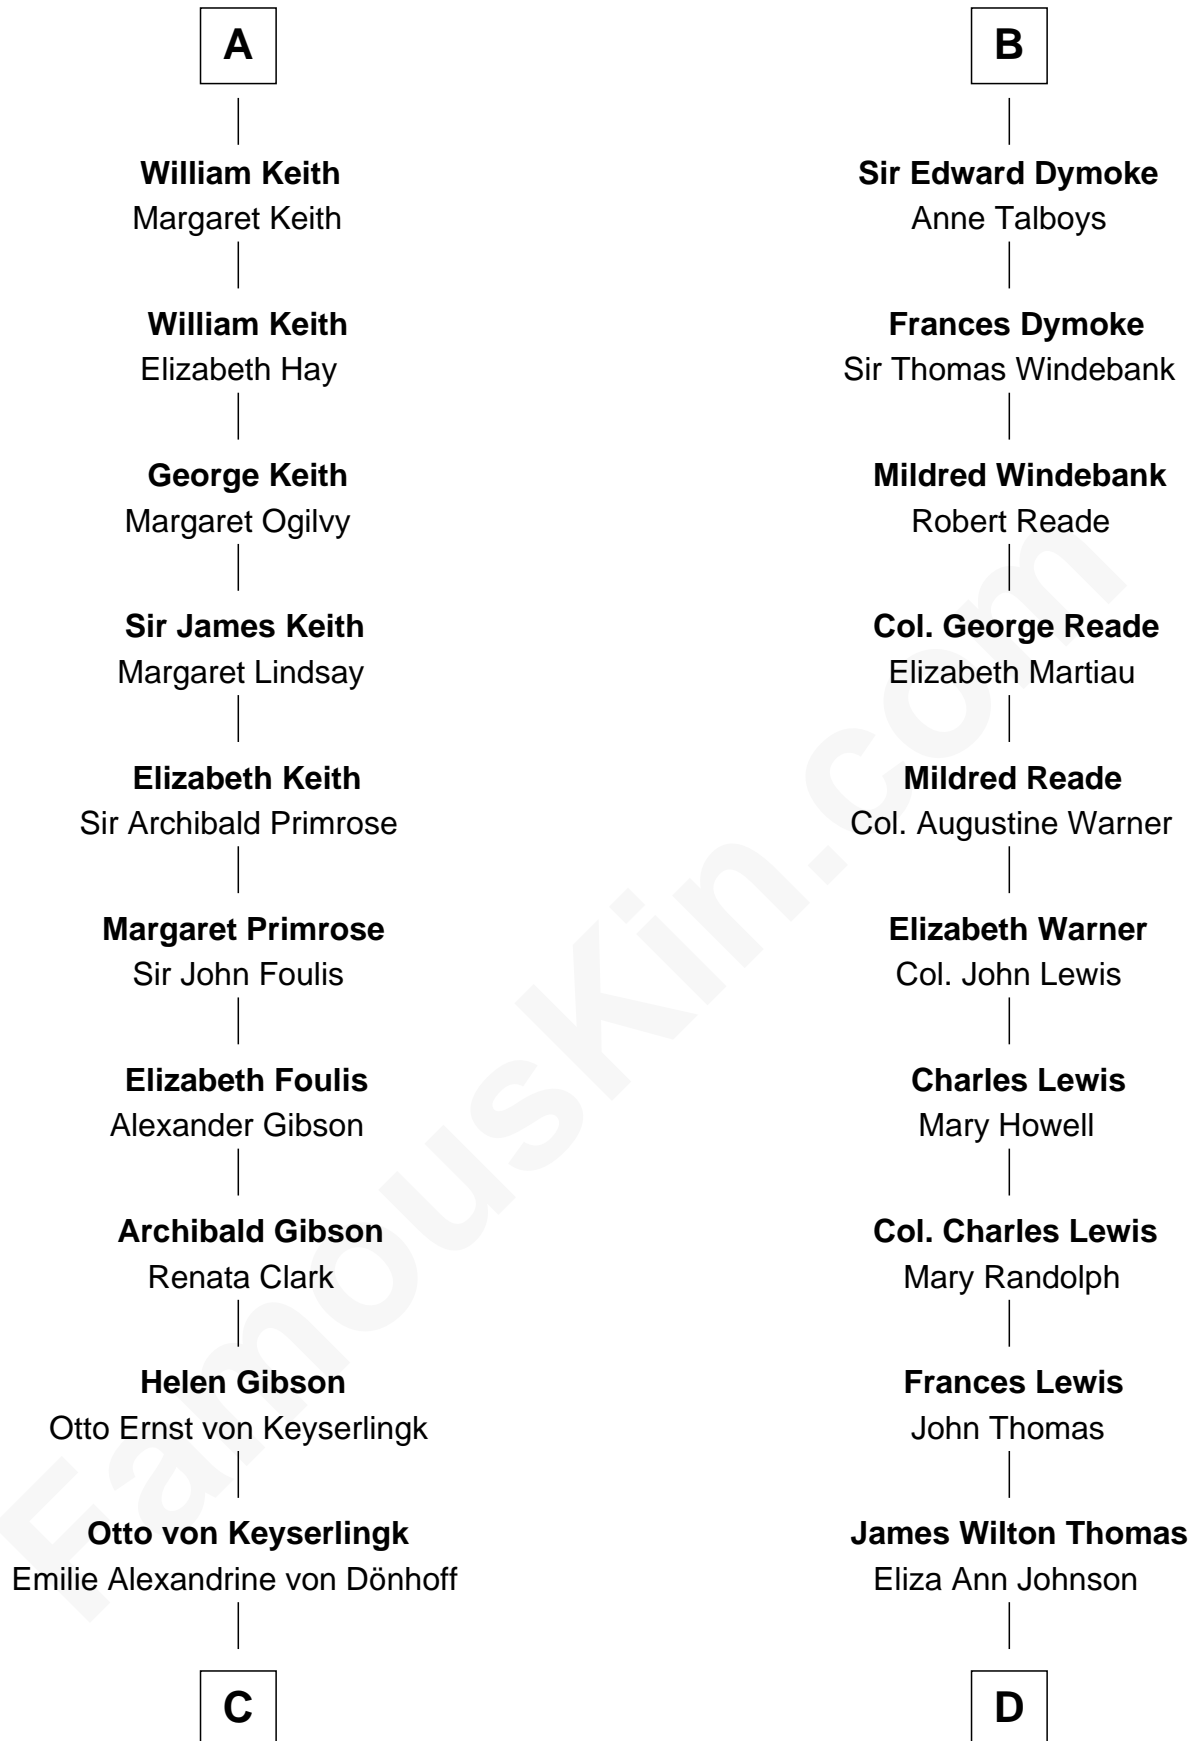 A
William Keith
Margaret Keith
William Keith
Elizabeth Hay
George Keith
Margaret Ogilvy
Sir James Keith
Margaret Lindsay
Elizabeth Keith
Sir Archibald Primrose
Margaret Primrose
Sir John Foulis
Elizabeth Foulis
Alexander Gibson
Archibald Gibson
Renata Clark
Helen Gibson
Otto Ernst von Keyserlingk
Otto von Keyserlingk
Emilie Alexandrine von Dönhoff
C
B
Sir Edward Dymoke
Anne Talboys
Frances Dymoke
Sir Thomas Windebank
Mildred Windebank
Robert Reade
Col. George Reade
Elizabeth Martiau
Mildred Reade
Col. Augustine Warner
Elizabeth Warner
Col. John Lewis
Charles Lewis
Mary Howell
Col. Charles Lewis
Mary Randolph
Frances Lewis
John Thomas
James Wilton Thomas
Eliza Ann Johnson
D
FamousKin.com